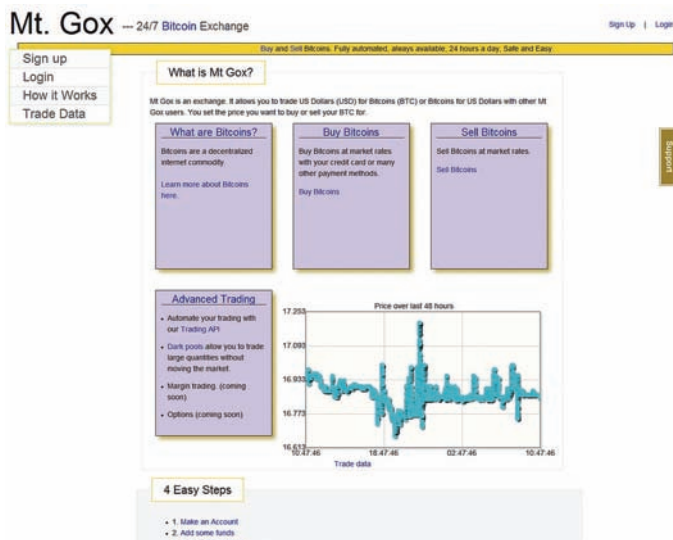 Mt. Gox --- 24/7 Bitcoin Exchange
Sign Up | Login
Buy and Sell Bitcoins. Fully automated, always available, 24 hours a day, Safe and Easy
Sign up
Login
How it Works
Trade Data
What is Mt Gox?
Mt Gox is an exchange. It allows you to trade US Dollars (USD) for Bitcoins (BTC) or Bitcoins for US Dollars with other Mt
Gox users. You set the price you want to buy or sell your BTC for.
What are Bitcoins?
Bitcoins are a decentralized
internet commodity.
Learn more about Bitcoins
here.
Buy Bitcoins
Buy Bitcoins at market rates
with your credit card or many
other payment methods.
Buy Bitcoins
Sell Bitcoins
Sell Bitcoins at market rates.
Sell Bitcoins
Support
Advanced Trading
• Automate your trading with
our Trading API
• Dark pools allow you to trade
large quantities without
moving the market.
• Margin trading. (coming
soon)
• Options (coming soon)
Price over last 48 hours
17.253
17.093
16.933
16.773
16.613
10:47:46 18:47:46 02:47:46 10:47:46
Trade data
4 Easy Steps
• 1. Make an Account
• 2. Add some funds